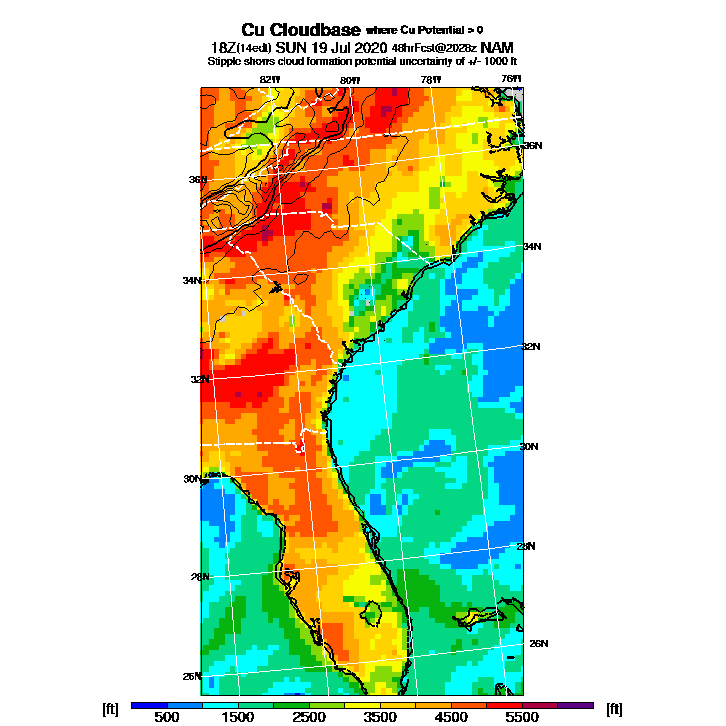 Cu Cloudbase where Cu Potential > 0
18Z(14edt) SUN 19 Jul 2020 48hrFcst@2028z NAM
Stipple shows cloud formation potential uncertainty of +/- 1000 ft
82W 80W 78W 76W
36N
36N
34N
34N
32N
32N
30N
30N
28N
28N
26N
26N
[ft] [ft]
500 1500 2500 3500 4500 5500